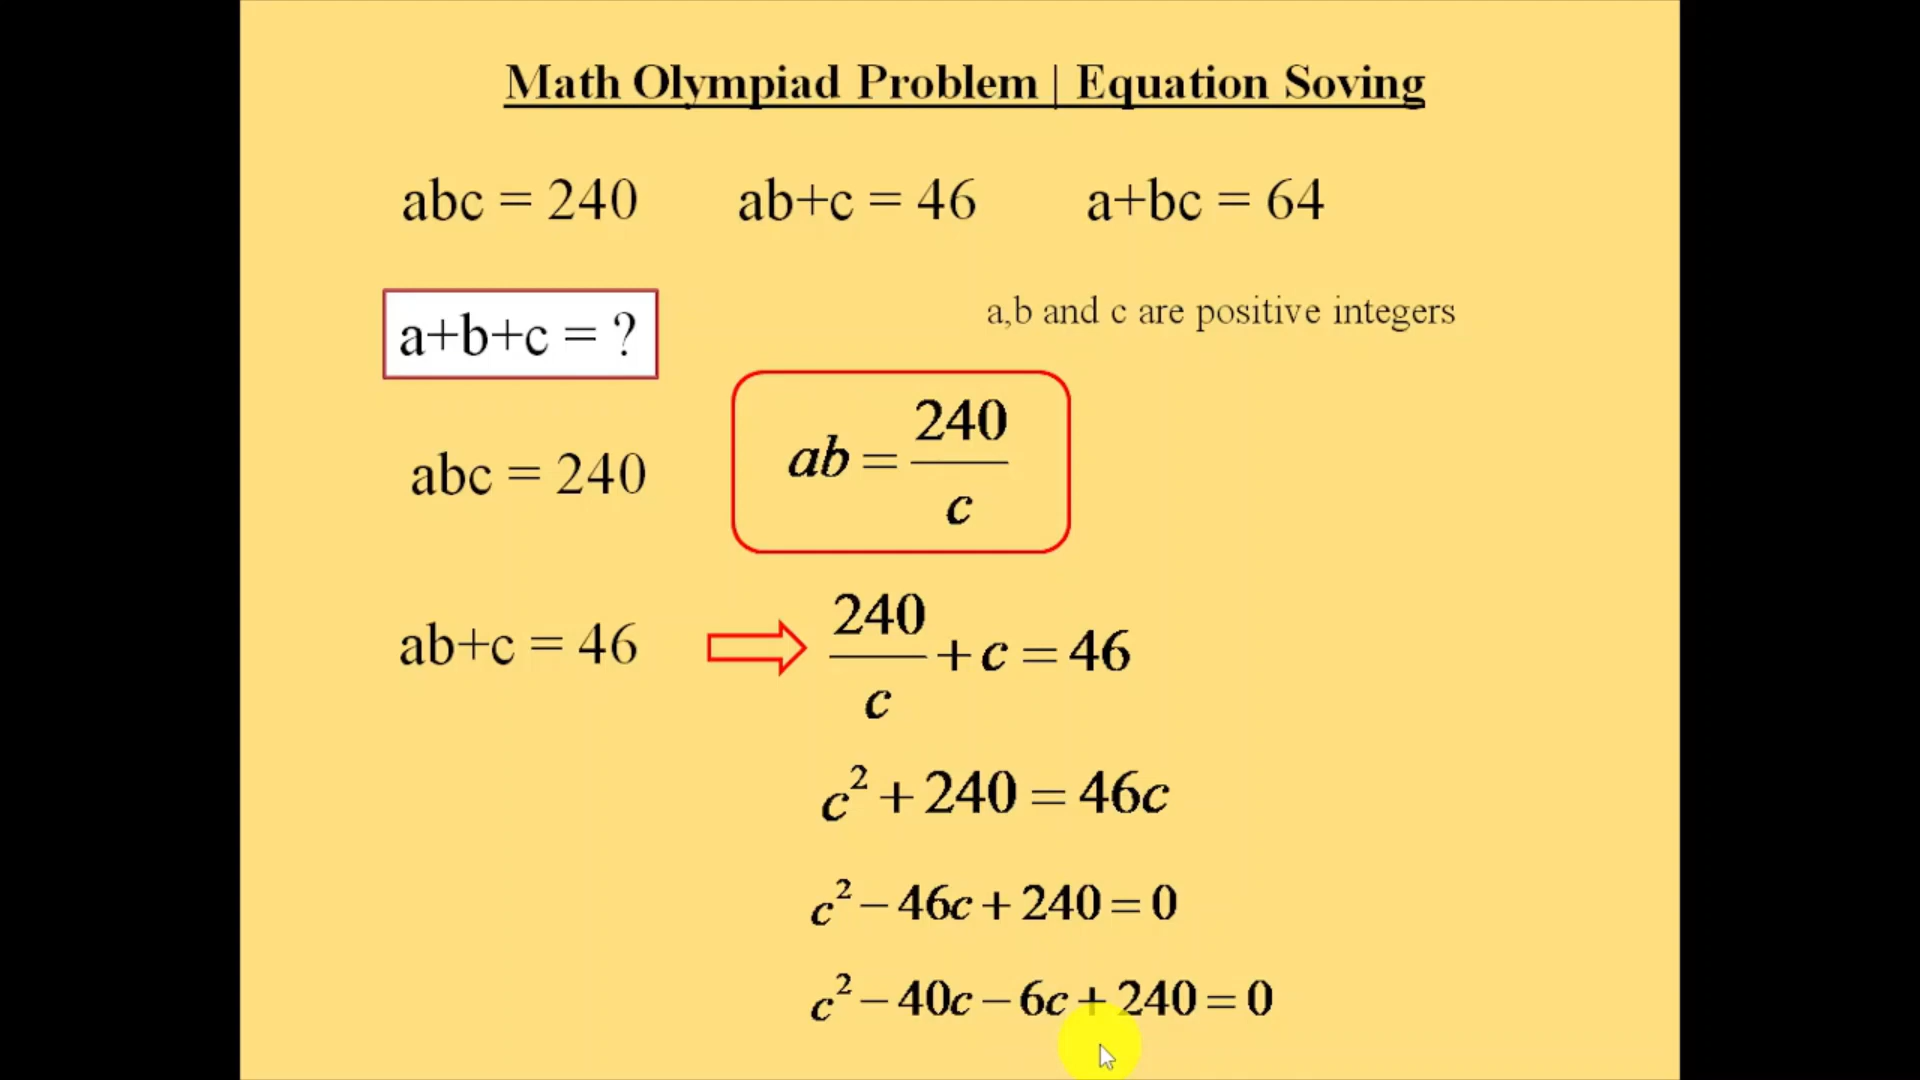 Math Olympiad Problem | Equation Soving
abc = 240 ab+c = 46 a+bc = 64
a+b+c = ?
a,b and c are positive integers
abc = 240
ab = 240/c
ab+c = 46
240/c + c = 46
c² + 240 = 46c
c² − 46c + 240 = 0
c² − 40c − 6c + 240 = 0